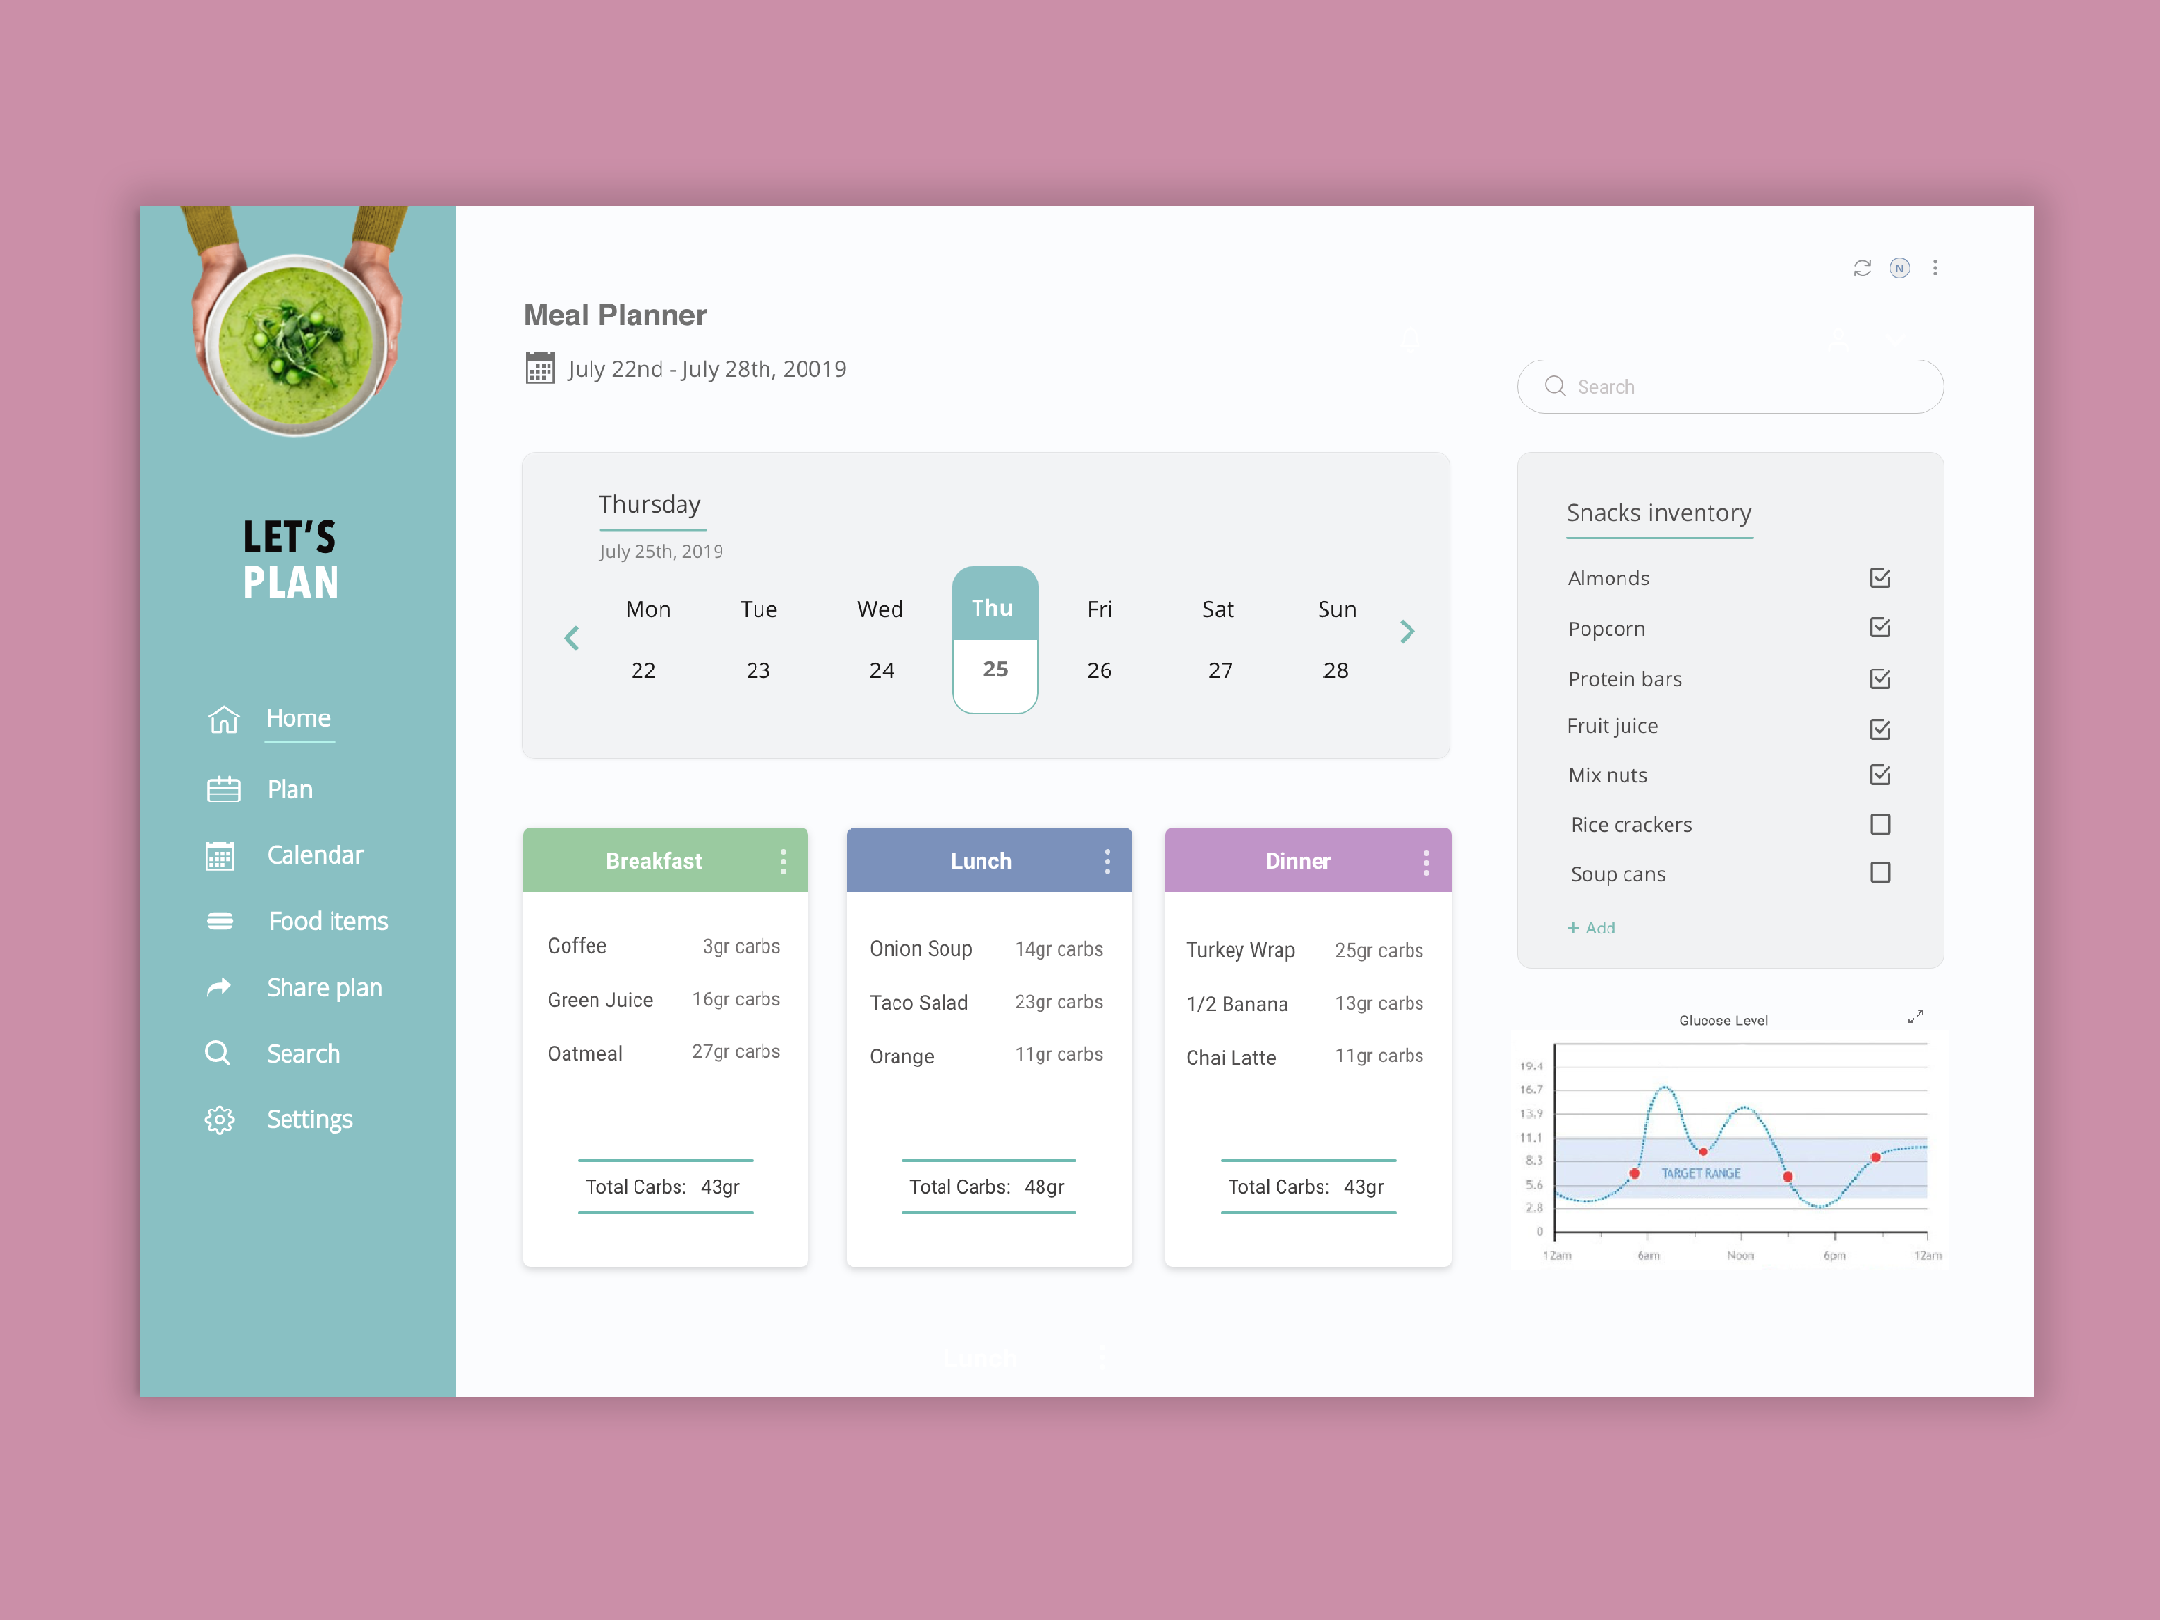 LET'S
PLAN
Home
Plan
Calendar
Food items
Share plan
Search
Settings
N
Meal Planner
July 22nd - July 28th, 20019
Search
Thursday
July 25th, 2019
Mon Tue Wed Thu Fri Sat Sun
22 23 24 25 26 27 28
Breakfast
Coffee 3gr carbs
Green Juice 16gr carbs
Oatmeal 27gr carbs
Total Carbs: 43gr
Lunch
Onion Soup 14gr carbs
Taco Salad 23gr carbs
Orange 11gr carbs
Total Carbs: 48gr
Dinner
Turkey Wrap 25gr carbs
1/2 Banana 13gr carbs
Chai Latte 11gr carbs
Total Carbs: 43gr
Snacks inventory
Almonds
Popcorn
Protein bars
Fruit juice
Mix nuts
Rice crackers
Soup cans
+ Add
Glucose Level
19.4
16.7
13.9
11.1
8.3
5.6
2.8
0
TARGET RANGE
12am 6am Noon 6pm 12am
Lunch